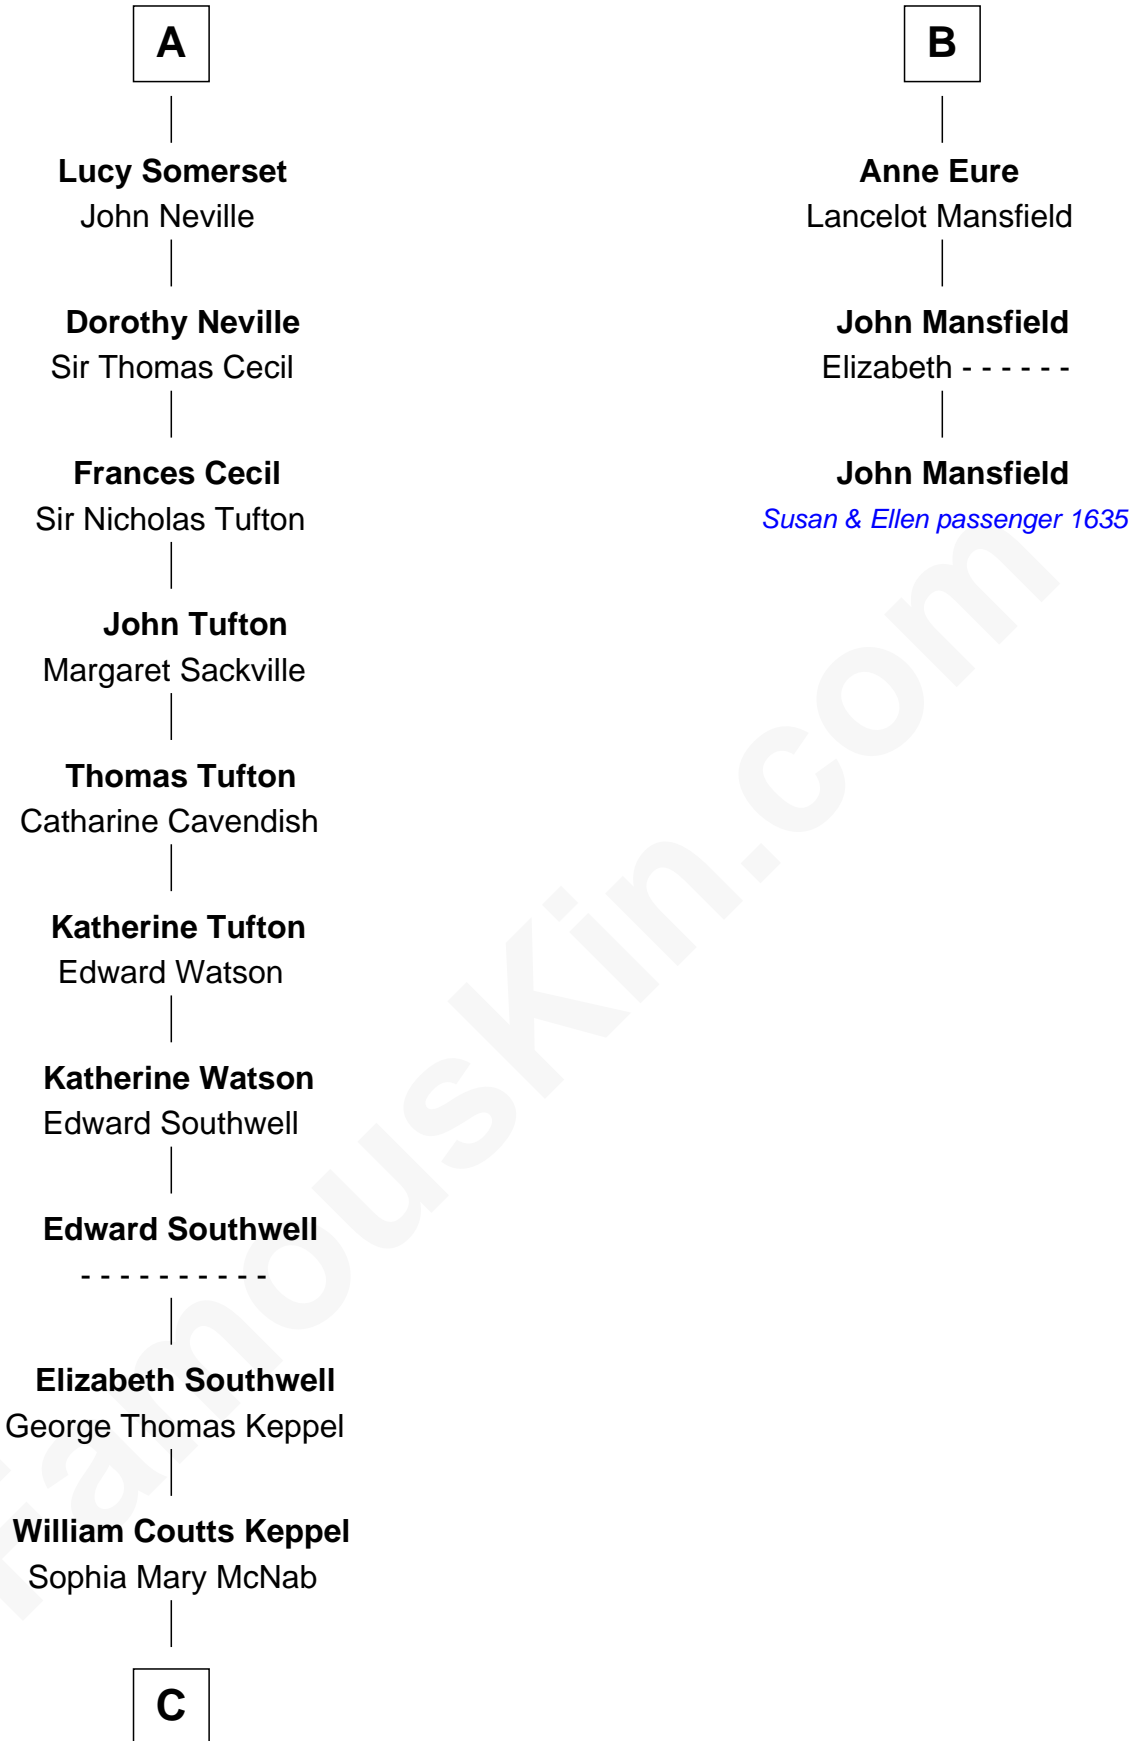 A
Lucy Somerset
John Neville
Dorothy Neville
Sir Thomas Cecil
Frances Cecil
Sir Nicholas Tufton
John Tufton
Margaret Sackville
Thomas Tufton
Catharine Cavendish
Katherine Tufton
Edward Watson
Katherine Watson
Edward Southwell
Edward Southwell
- - - - - - - - - -
Elizabeth Southwell
George Thomas Keppel
William Coutts Keppel
Sophia Mary McNab
C
B
Anne Eure
Lancelot Mansfield
John Mansfield
Elizabeth - - - - - -
John Mansfield
Susan & Ellen passenger 1635
FamousKin.com